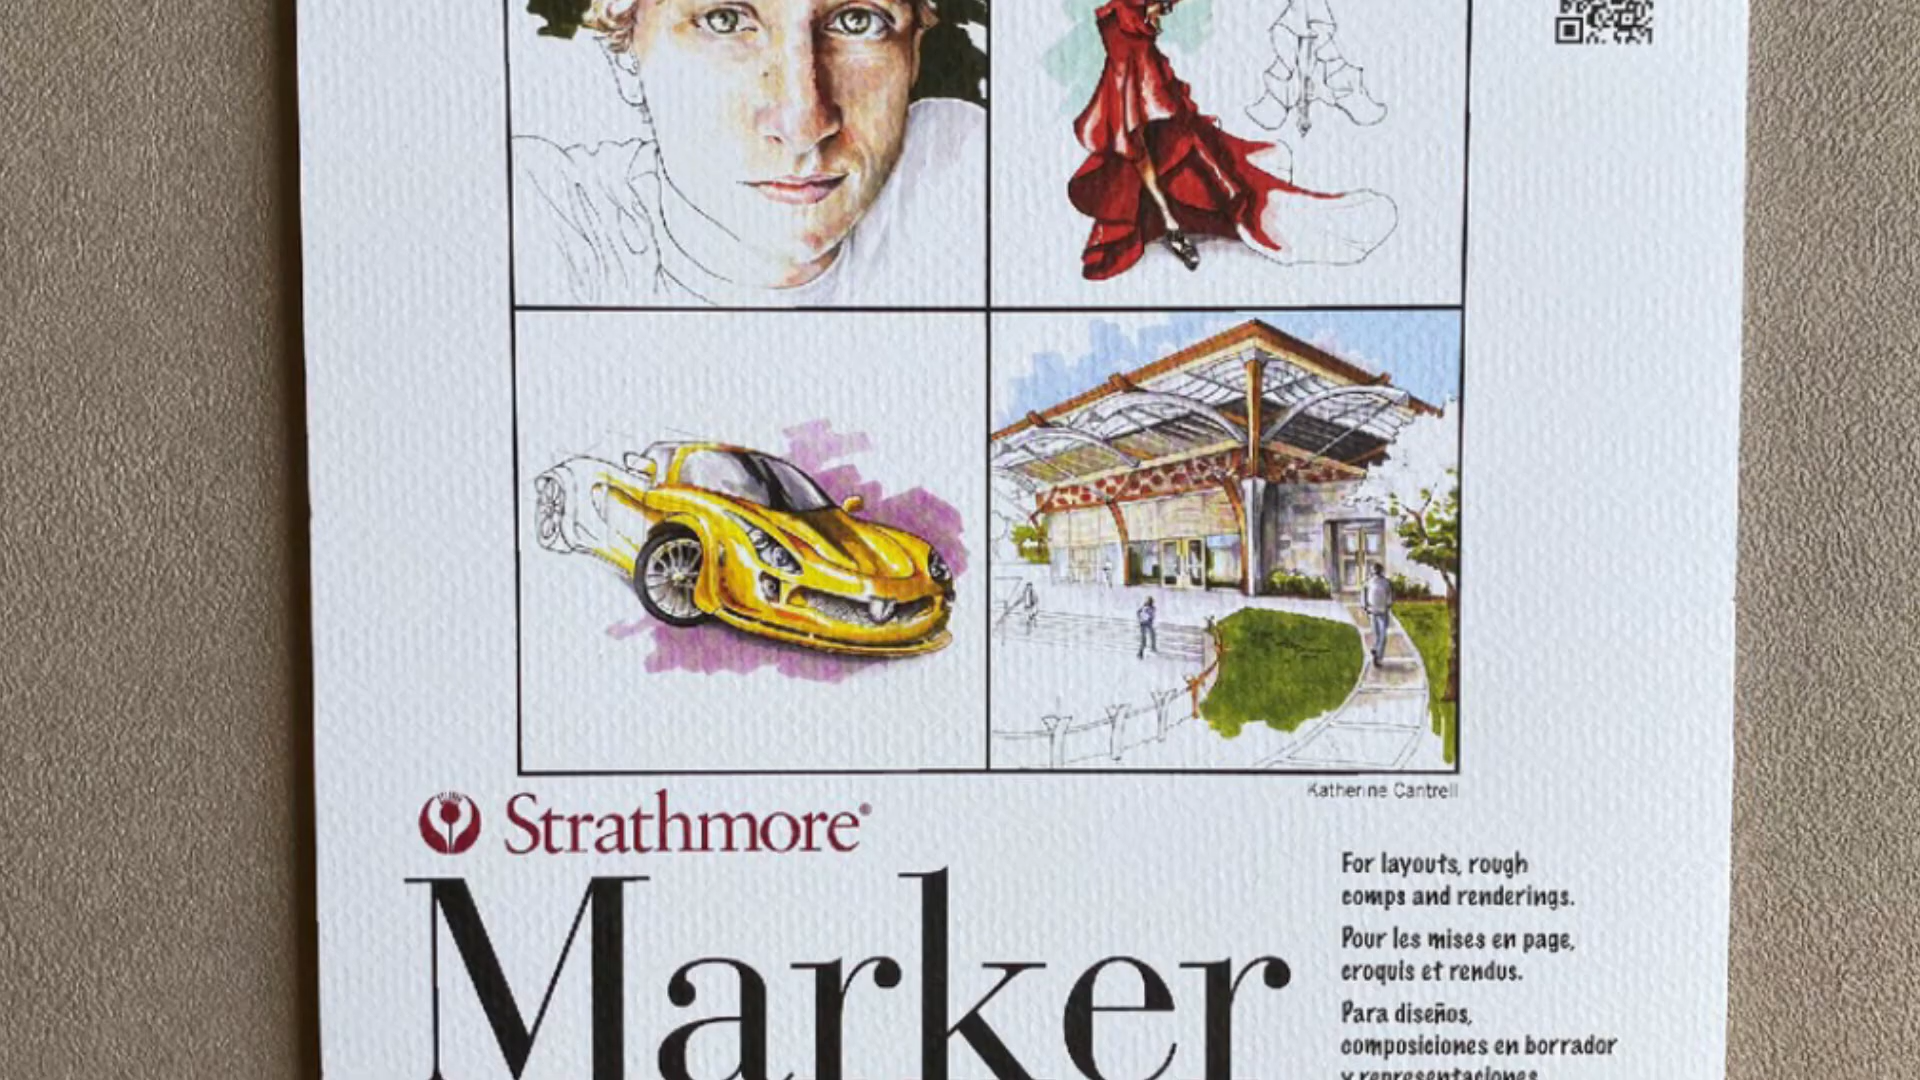 Katherine Cantrell
Strathmore®
Marker
For layouts, rough
comps and renderings.
Pour les mises en page,
croquis et rendus.
Para diseños,
composiciones en borrador
y representaciones